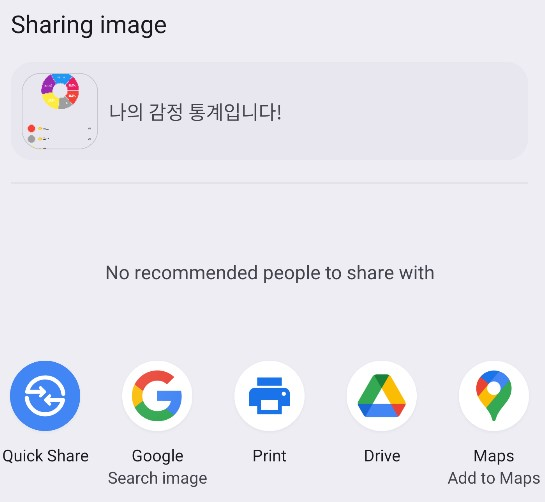 Sharing image
나의 감정 통계입니다!
No recommended people to share with
Quick Share
Google
Search image
Print
Drive
Maps
Add to Maps